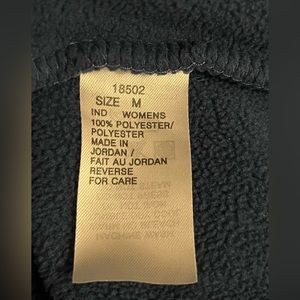 18502
SIZE M
IND WOMENS
100% POLYESTER/
POLYESTER
MADE IN
JORDAN /
FAIT AU JORDAN
REVERSE
FOR CARE